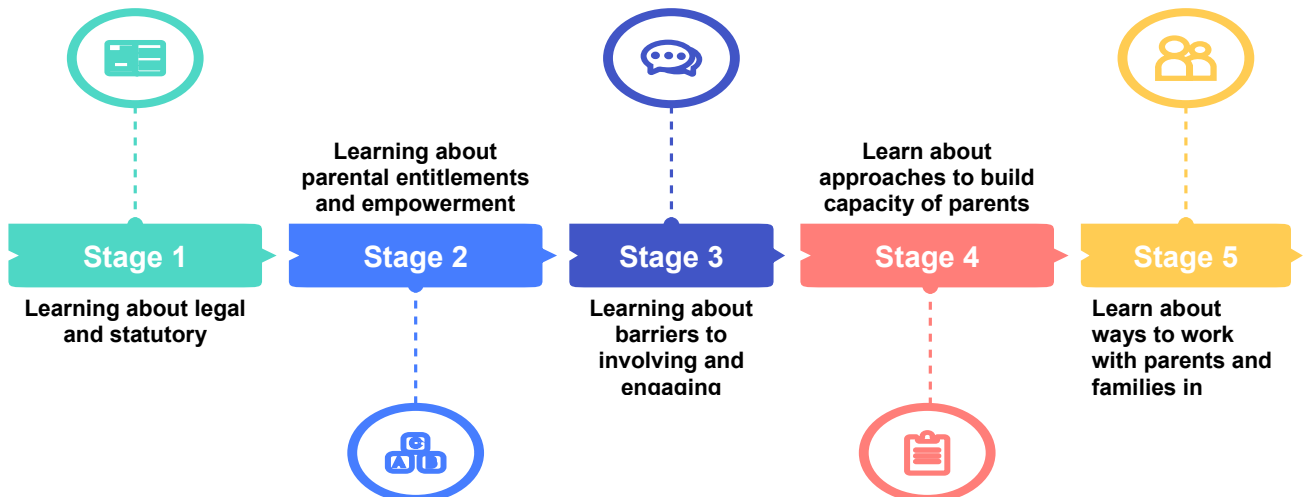 Stage 1
Learning about legal
and statutory
Learning about
parental entitlements
and empowerment
Stage 2
Stage 3
Learning about
barriers to
involving and
engaging
Learn about
approaches to build
capacity of parents
Stage 4
Stage 5
Learn about
ways to work
with parents and
families in
C
A